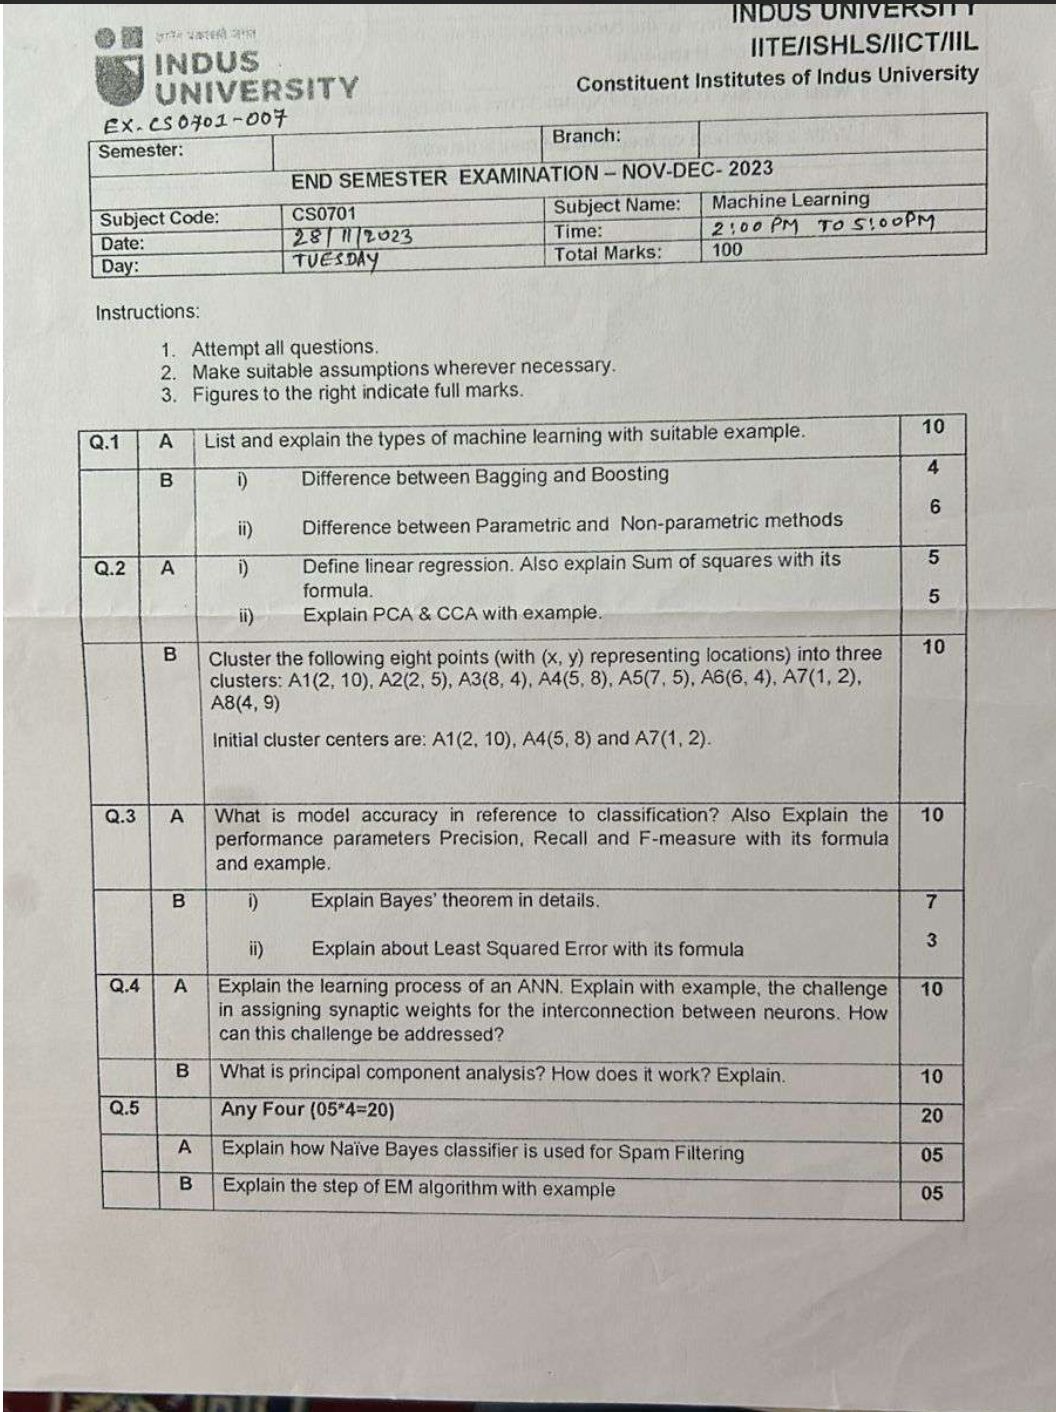 INDUS UNIVERSITY
IITE/ISHLS/IICT/IIL
Constituent Institutes of Indus University
INDUS
UNIVERSITY
EX-CS0701-007
Semester: Branch:
END SEMESTER EXAMINATION – NOV-DEC- 2023
Subject Code: CS0701 Subject Name: Machine Learning
Date: 28/11/2023 Time: 2:00 PM TO 5:00PM
Day: TUESDAY Total Marks: 100
Instructions:
1. Attempt all questions.
2. Make suitable assumptions wherever necessary.
3. Figures to the right indicate full marks.
Q.1 A List and explain the types of machine learning with suitable example. 10
B i) Difference between Bagging and Boosting 4
ii) Difference between Parametric and Non-parametric methods 6
Q.2 A i) Define linear regression. Also explain Sum of squares with its 5
formula.
ii) Explain PCA & CCA with example. 5
B Cluster the following eight points (with (x, y) representing locations) into three 10
clusters: A1(2, 10), A2(2, 5), A3(8, 4), A4(5, 8), A5(7, 5), A6(6, 4), A7(1, 2),
A8(4, 9)
Initial cluster centers are: A1(2, 10), A4(5, 8) and A7(1, 2).
Q.3 A What is model accuracy in reference to classification? Also Explain the 10
performance parameters Precision, Recall and F-measure with its formula
and example.
B i) Explain Bayes' theorem in details. 7
ii) Explain about Least Squared Error with its formula 3
Q.4 A Explain the learning process of an ANN. Explain with example, the challenge 10
in assigning synaptic weights for the interconnection between neurons. How
can this challenge be addressed?
B What is principal component analysis? How does it work? Explain. 10
Q.5 Any Four (05*4=20) 20
A Explain how Naïve Bayes classifier is used for Spam Filtering 05
B Explain the step of EM algorithm with example 05